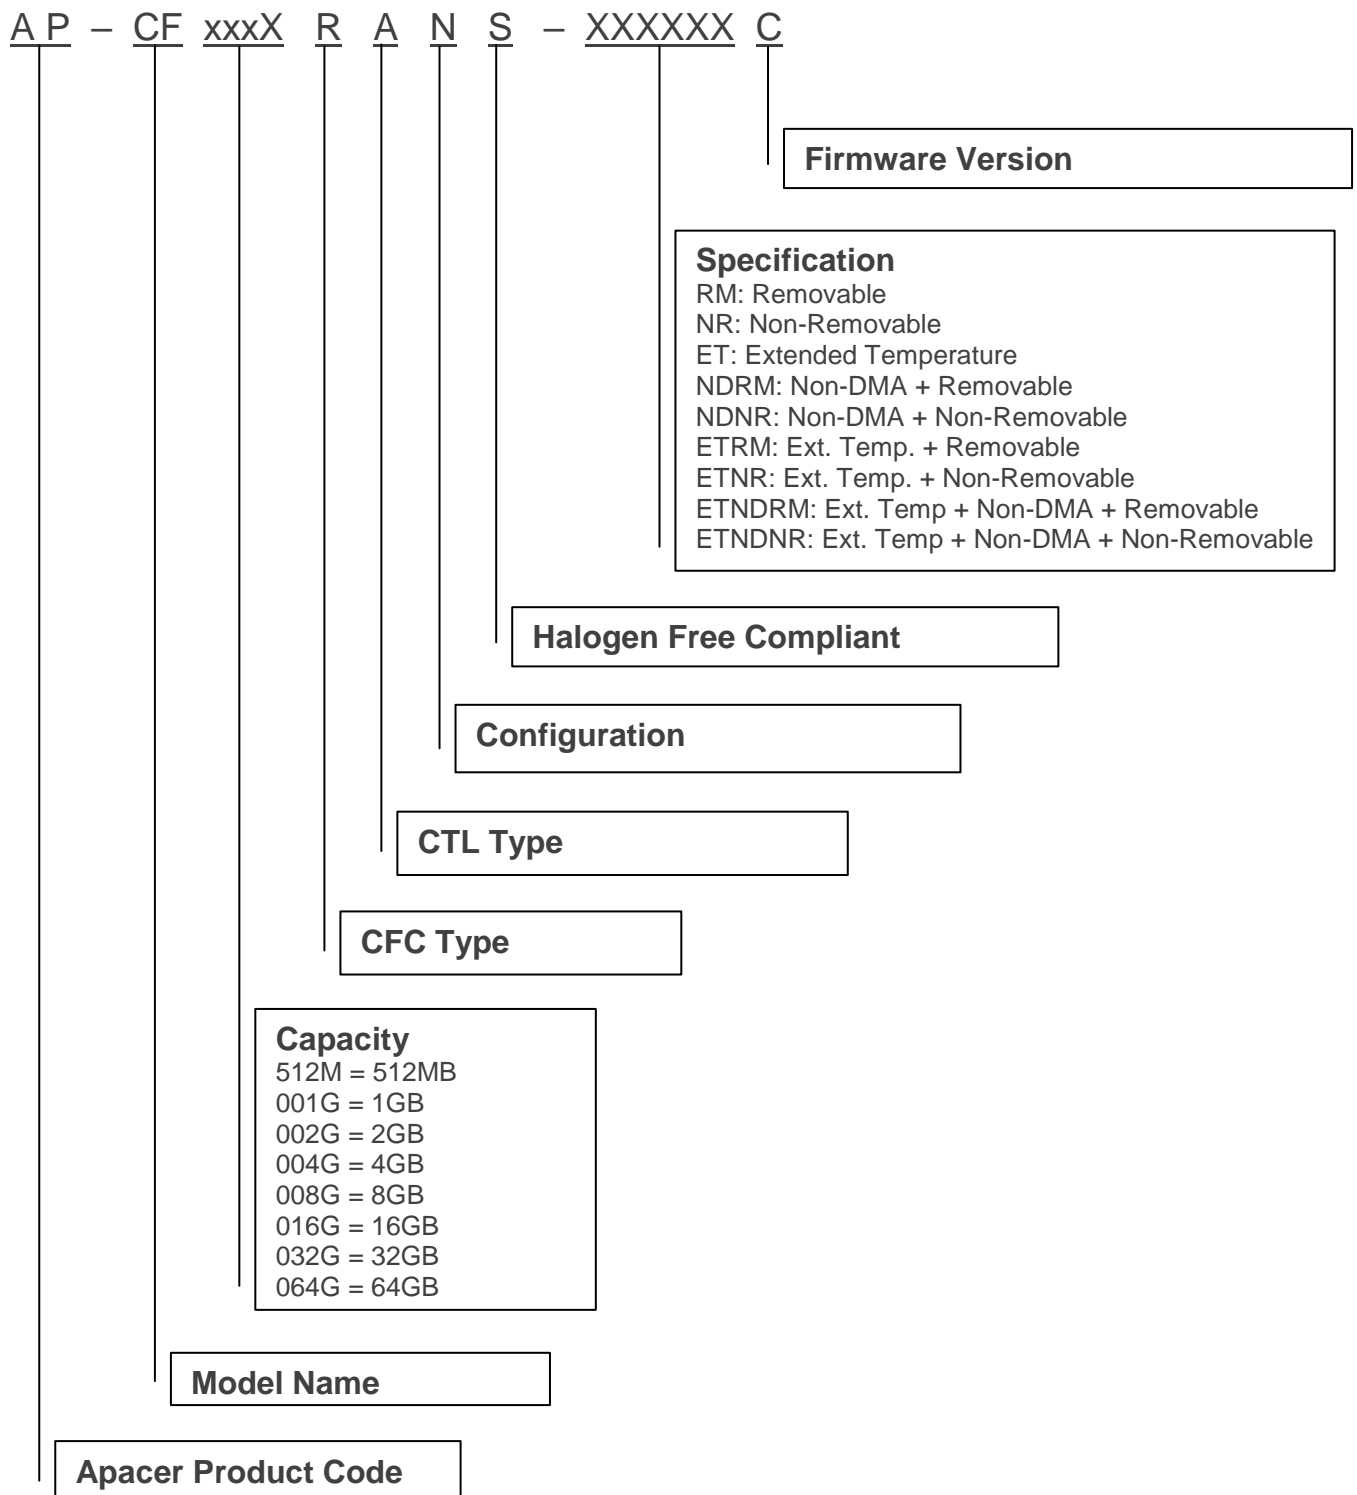 A P – CF xxxX R A N S – XXXXXX C
Firmware Version
Specification
RM: Removable
NR: Non-Removable
ET: Extended Temperature
NDRM: Non-DMA + Removable
NDNR: Non-DMA + Non-Removable
ETRM: Ext. Temp. + Removable
ETNR: Ext. Temp. + Non-Removable
ETNDRM: Ext. Temp + Non-DMA + Removable
ETNDNR: Ext. Temp + Non-DMA + Non-Removable
Halogen Free Compliant
Configuration
CTL Type
CFC Type
Capacity
512M = 512MB
001G = 1GB
002G = 2GB
004G = 4GB
008G = 8GB
016G = 16GB
032G = 32GB
064G = 64GB
Model Name
Apacer Product Code